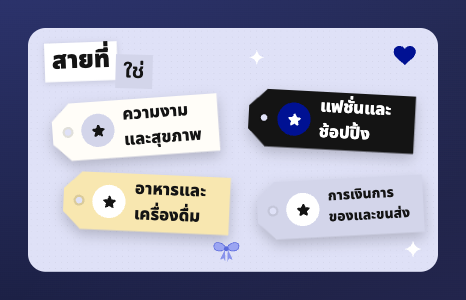 สายที่
ใช่
ความงาม
และสุขภาพ
แฟชั่นและ
ช้อปปิ้ง
อาหารและ
เครื่องดื่ม
การเงินการ
ของและขนส่ง